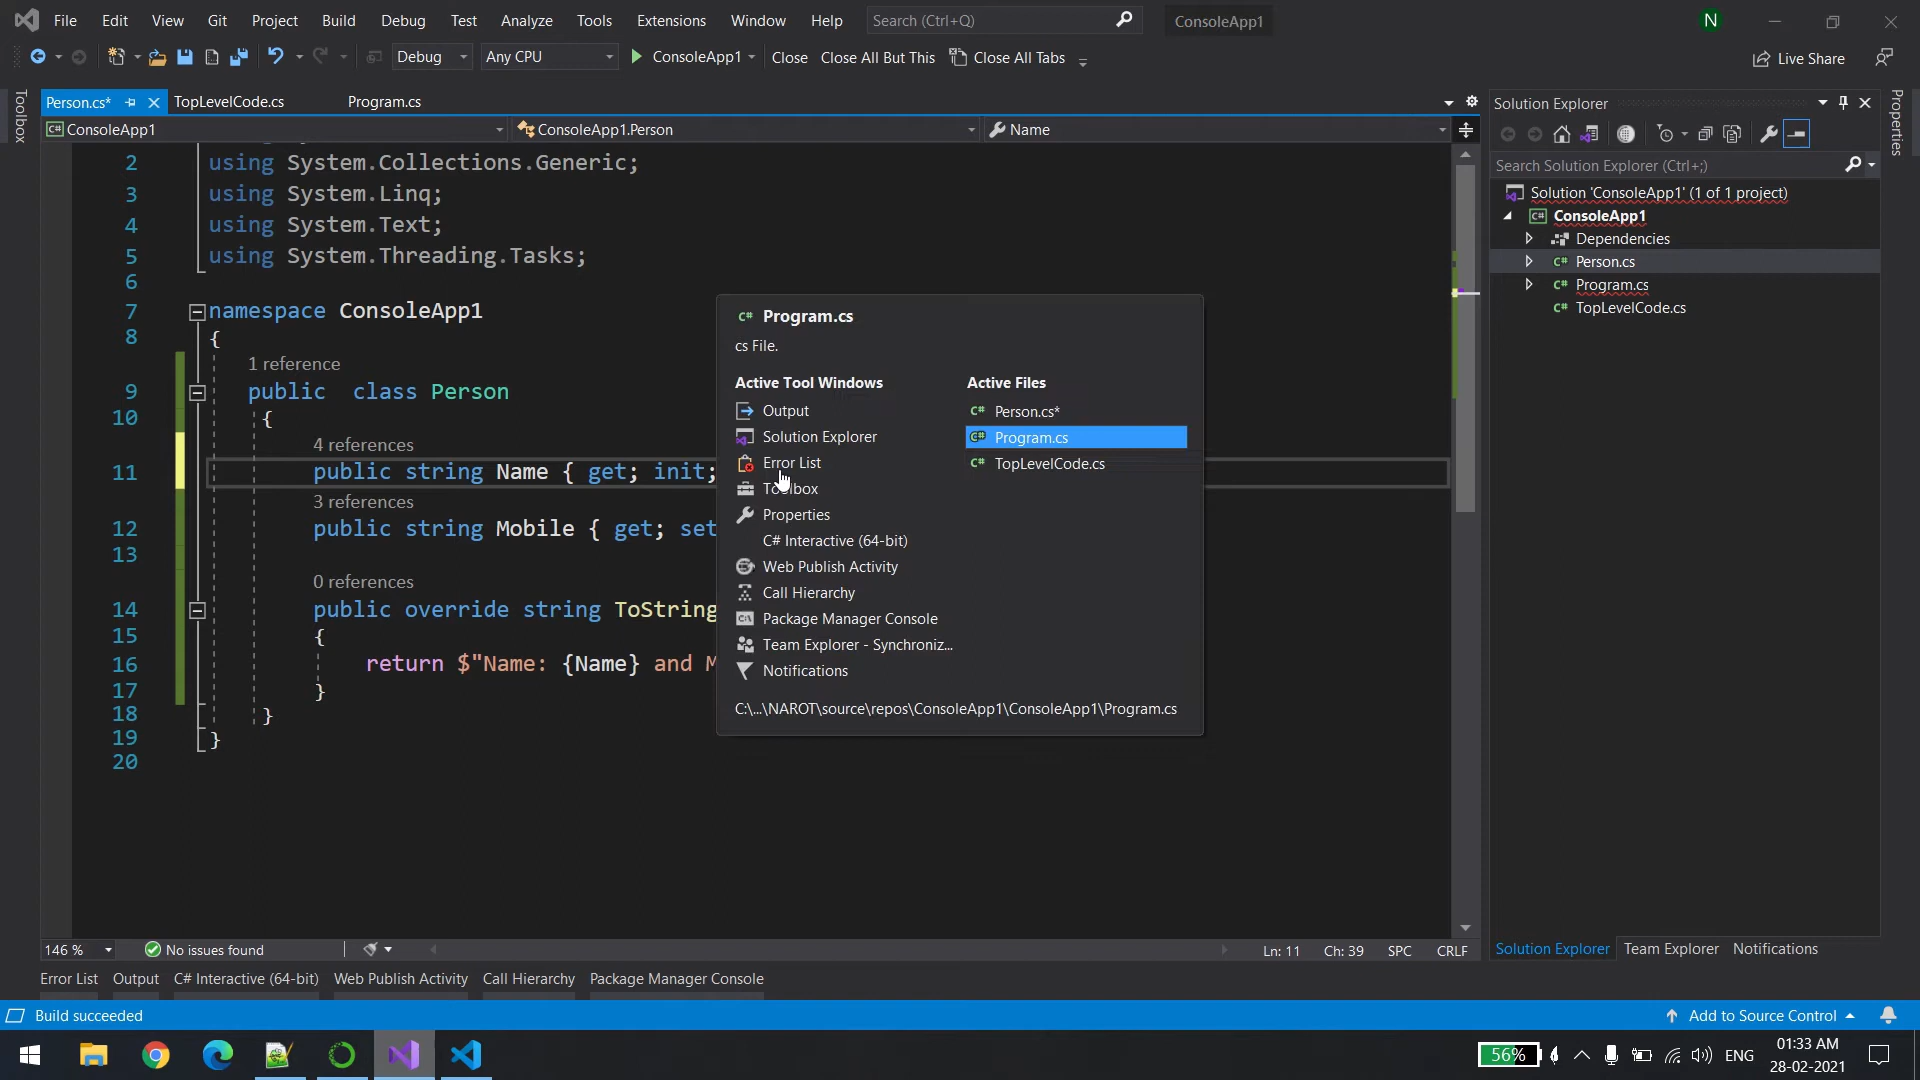 File Edit View Git Project Build Debug Test Analyze Tools Extensions Window Help Search (Ctrl+Q) ConsoleApp1 N
Debug Any CPU ConsoleApp1 Close Close All But This Close All Tabs Live Share
Toolbox
Person.cs* TopLevelCode.cs Program.cs
ConsoleApp1 ConsoleApp1.Person Name
2 using System.Collections.Generic;
3 using System.Linq;
4 using System.Text;
5 using System.Threading.Tasks;
6
7 namespace ConsoleApp1
8 {
1 reference
9 public class Person
10 {
4 references
11 public string Name { get; init;
3 references
12 public string Mobile { get; set
13
0 references
14 public override string ToString
15 {
16 return $"Name: {Name} and M
17 }
18 }
19 }
20
Program.cs
cs File.
Active Tool Windows
Output
Solution Explorer
Error List
Toolbox
Properties
C# Interactive (64-bit)
Web Publish Activity
Call Hierarchy
Package Manager Console
Team Explorer - Synchroniz...
Notifications
Active Files
Person.cs*
Program.cs
TopLevelCode.cs
C:\...\NAROT\source\repos\ConsoleApp1\ConsoleApp1\Program.cs
Solution Explorer
Search Solution Explorer (Ctrl+;)
Solution 'ConsoleApp1' (1 of 1 project)
ConsoleApp1
Dependencies
Person.cs
Program.cs
TopLevelCode.cs
Properties
146 % No issues found Ln: 11 Ch: 39 SPC CRLF
Solution Explorer Team Explorer Notifications
Error List Output C# Interactive (64-bit) Web Publish Activity Call Hierarchy Package Manager Console
Build succeeded Add to Source Control
56% ENG 01:33 AM
28-02-2021